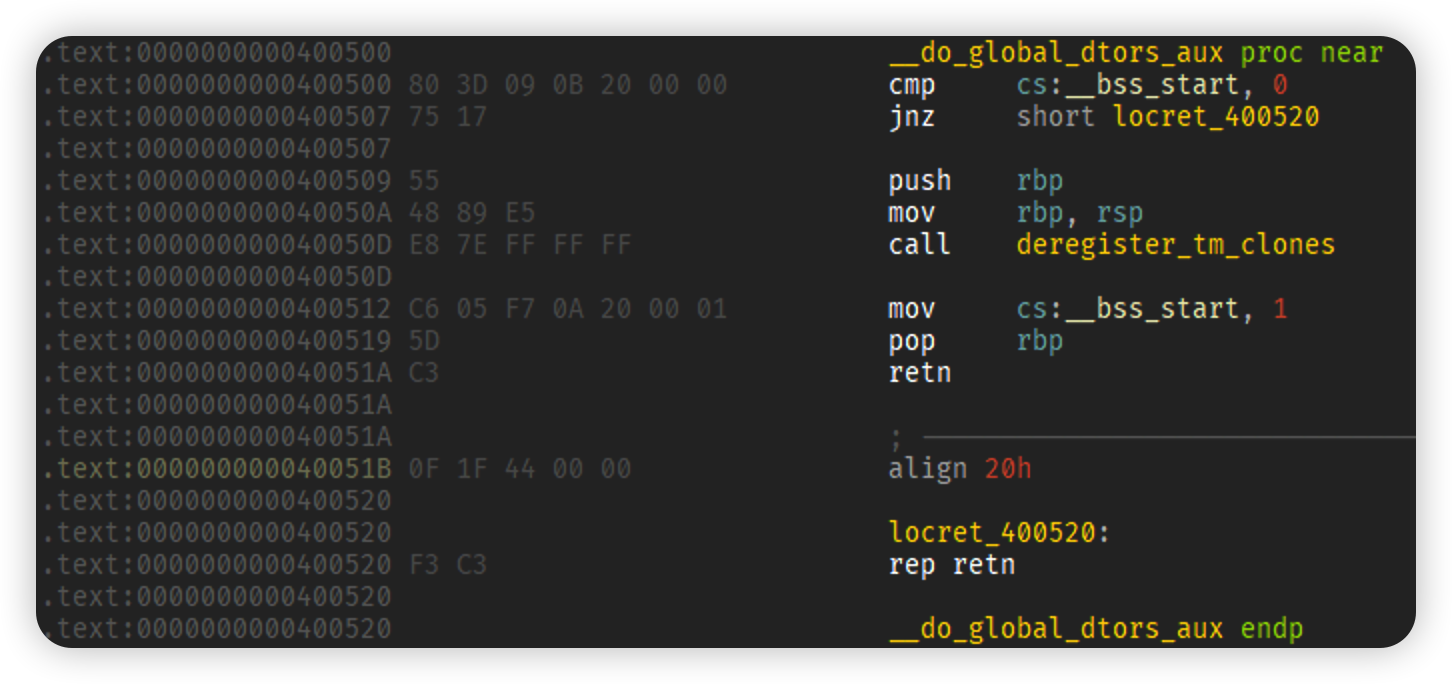 .text:0000000000400500 __do_global_dtors_aux proc near
.text:0000000000400500 80 3D 09 0B 20 00 00 cmp cs:__bss_start, 0
.text:0000000000400507 75 17 jnz short locret_400520
.text:0000000000400507
.text:0000000000400509 55 push rbp
.text:000000000040050A 48 89 E5 mov rbp, rsp
.text:000000000040050D E8 7E FF FF FF call deregister_tm_clones
.text:000000000040050D
.text:0000000000400512 C6 05 F7 0A 20 00 01 mov cs:__bss_start, 1
.text:0000000000400519 5D pop rbp
.text:000000000040051A C3 retn
.text:000000000040051A
.text:000000000040051A ;
.text:000000000040051B 0F 1F 44 00 00 align 20h
.text:0000000000400520
.text:0000000000400520 locret_400520:
.text:0000000000400520 F3 C3 rep retn
.text:0000000000400520
.text:0000000000400520 __do_global_dtors_aux endp